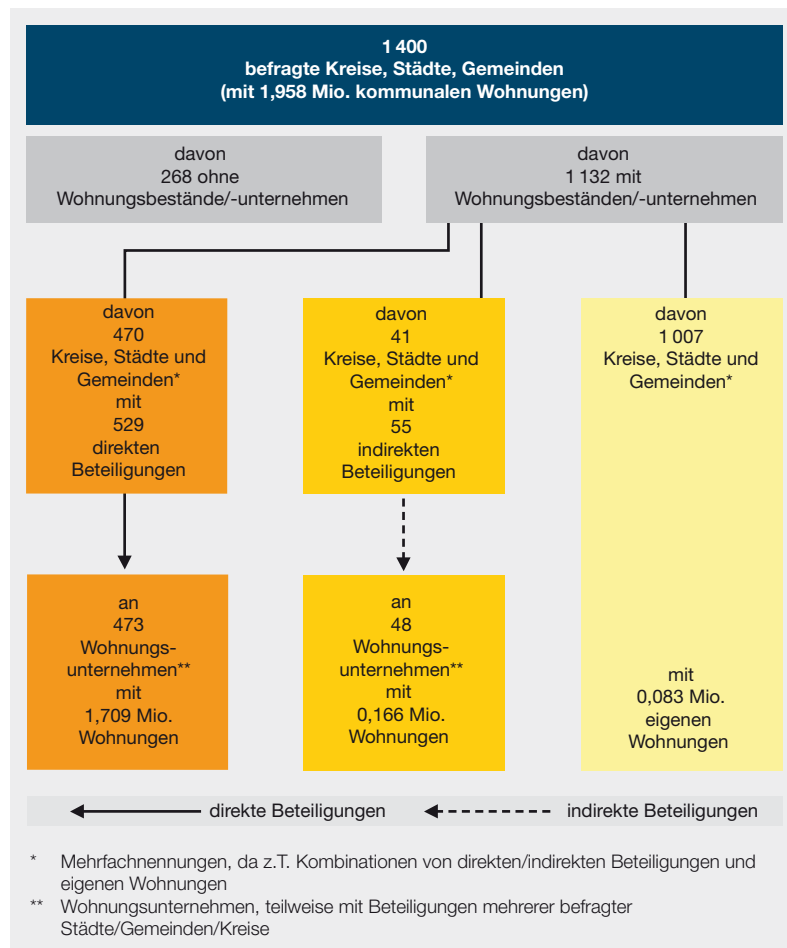 1 400
befragte Kreise, Städte, Gemeinden
(mit 1,958 Mio. kommunalen Wohnungen)
davon
268 ohne
Wohnungsbestände/-unternehmen
davon
1 132 mit
Wohnungsbeständen/-unternehmen
davon
470
Kreise, Städte und
Gemeinden*
mit
529
direkten
Beteiligungen
davon
41
Kreise, Städte und
Gemeinden*
mit
55
indirekten
Beteiligungen
davon
1 007
Kreise, Städte und
Gemeinden*
an
473
Wohnungs-
unternehmen**
mit
1,709 Mio.
Wohnungen
an
48
Wohnungs-
unternehmen**
mit
0,166 Mio.
Wohnungen
mit
0,083 Mio.
eigenen
Wohnungen
direkte Beteiligungen
indirekte Beteiligungen
* Mehrfachnennungen, da z.T. Kombinationen von direkten/indirekten Beteiligungen und
eigenen Wohnungen
** Wohnungsunternehmen, teilweise mit Beteiligungen mehrerer befragter
Städte/Gemeinden/Kreise